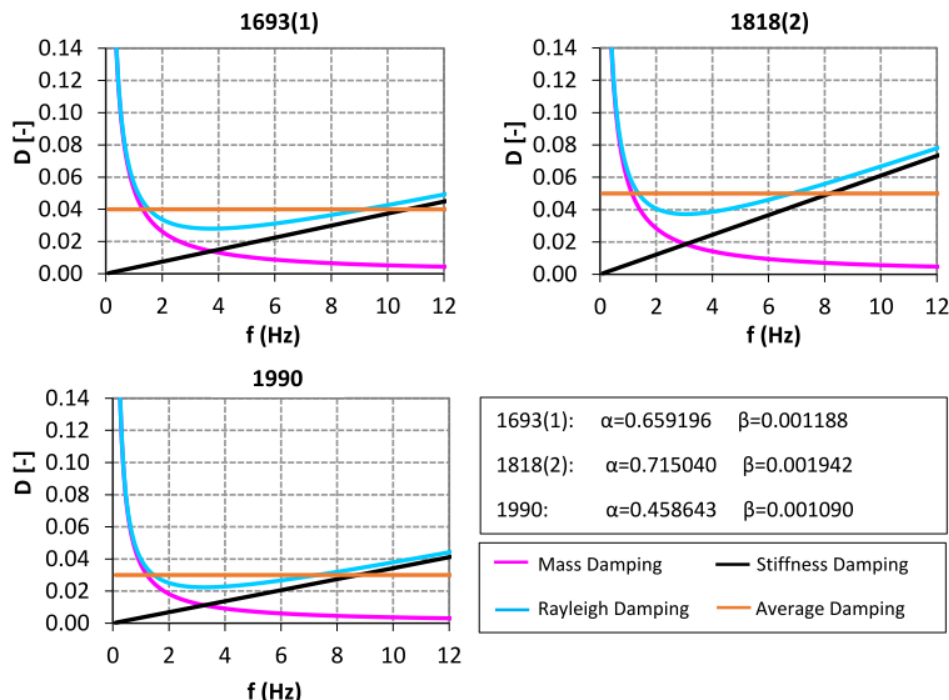 1693(1)
0.14
0.12
0.10
0.08
0.06
0.04
0.02
0.00
D [-]
0 2 4 6 8 10 12
f (Hz)
1818(2)
0.14
0.12
0.10
0.08
0.06
0.04
0.02
0.00
D [-]
0 2 4 6 8 10 12
f (Hz)
1990
0.14
0.12
0.10
0.08
0.06
0.04
0.02
0.00
D [-]
0 2 4 6 8 10 12
f (Hz)
1693(1): α=0.659196 β=0.001188
1818(2): α=0.715040 β=0.001942
1990: α=0.458643 β=0.001090
Mass Damping Stiffness Damping
Rayleigh Damping Average Damping